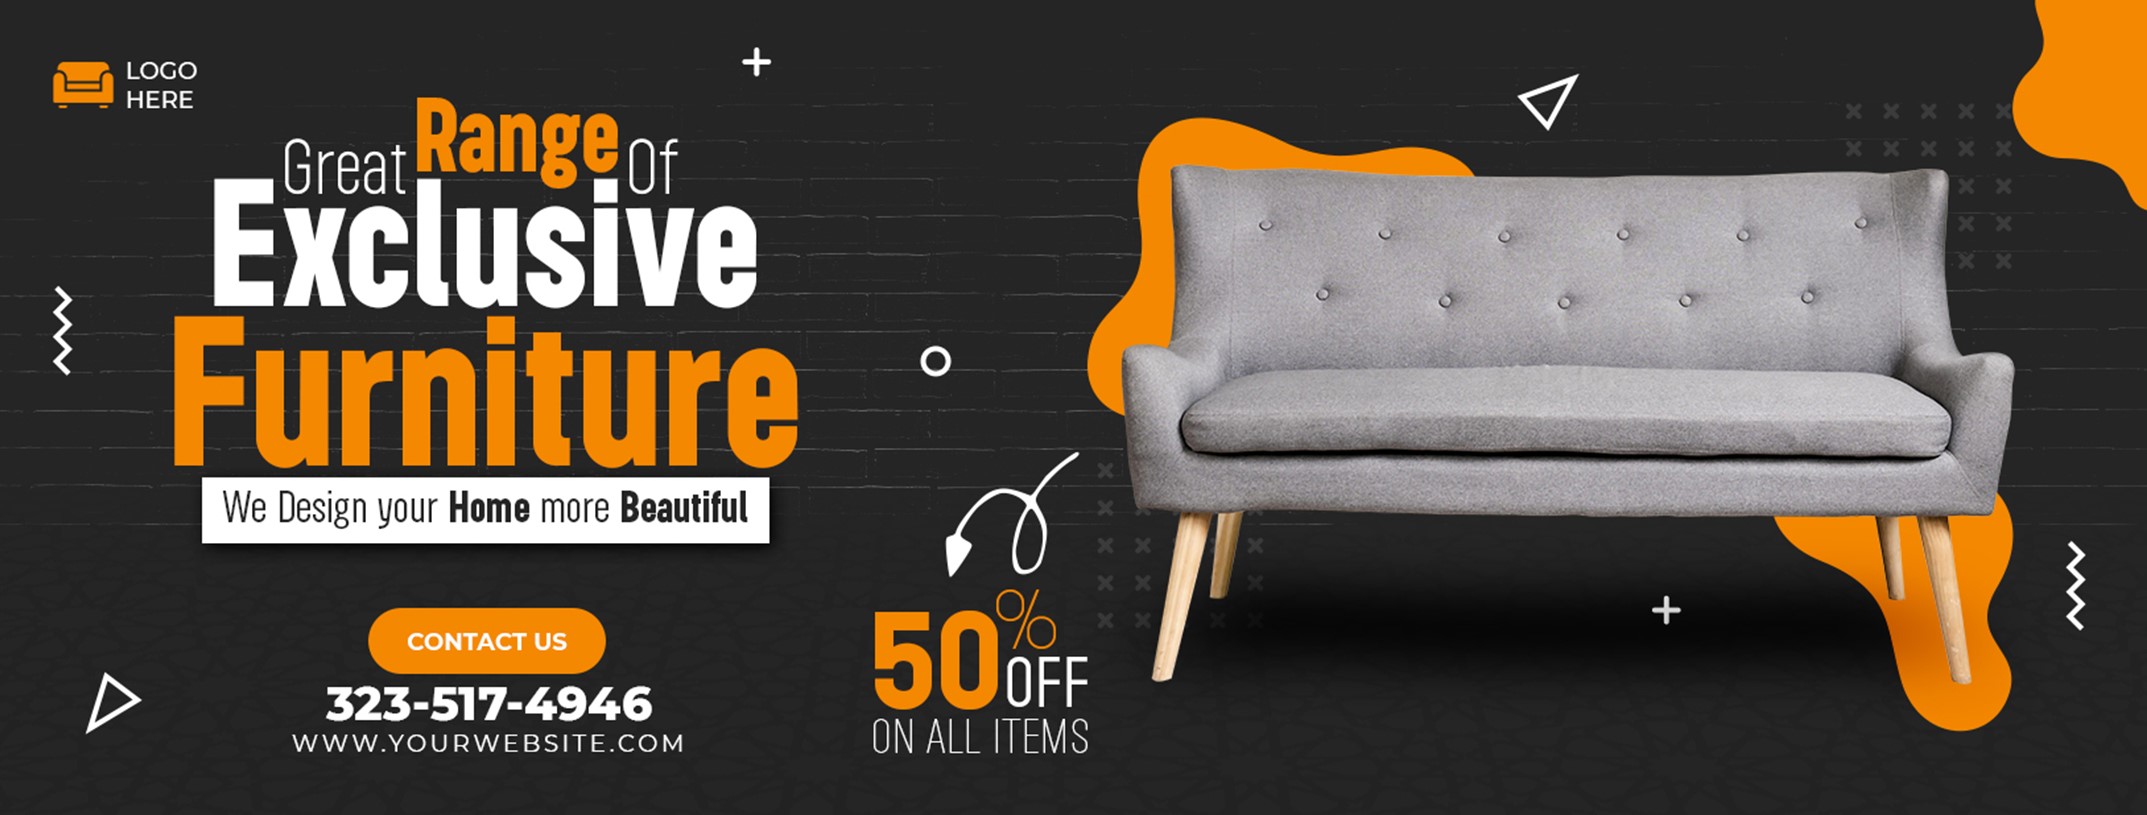 LOGO
HERE
Great Range Of
Exclusive
Furniture
We Design your Home more Beautiful
CONTACT US
323-517-4946
WWW.YOURWEBSITE.COM
50% OFF
ON ALL ITEMS